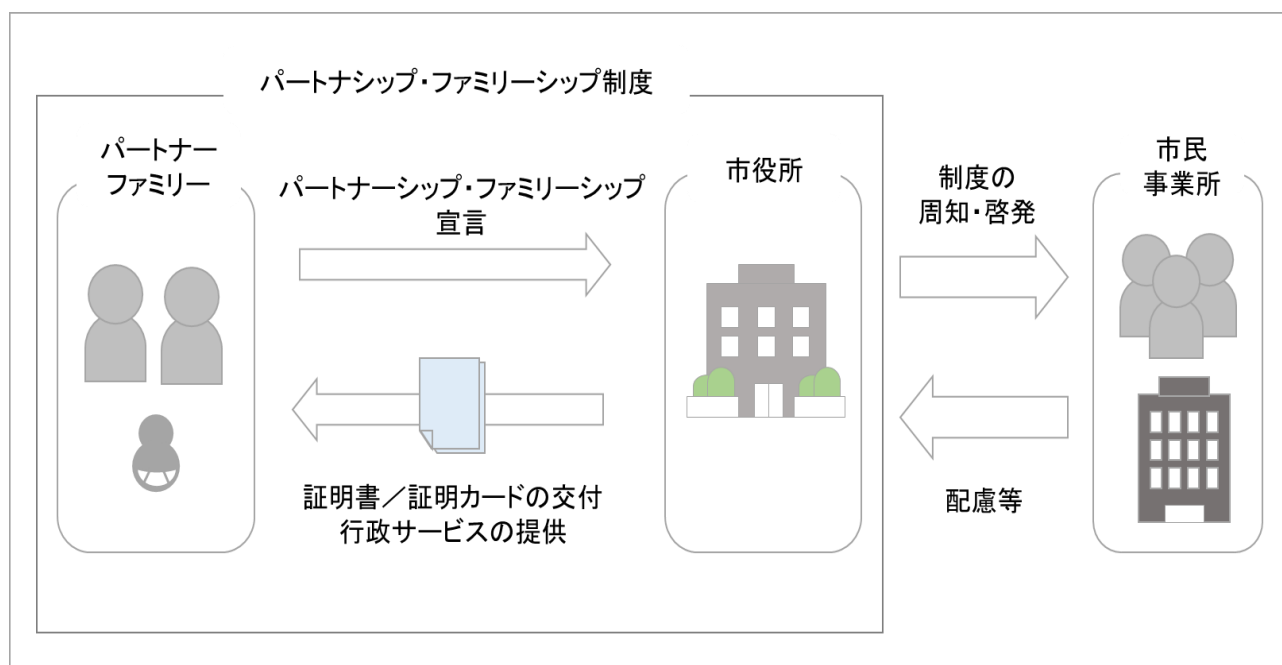 パートナシップ・ファミリーシップ制度
パートナー
ファミリー
パートナーシップ・ファミリーシップ
宣言
証明書／証明カードの交付
行政サービスの提供
市役所
制度の
周知・啓発
配慮等
市民
事業所